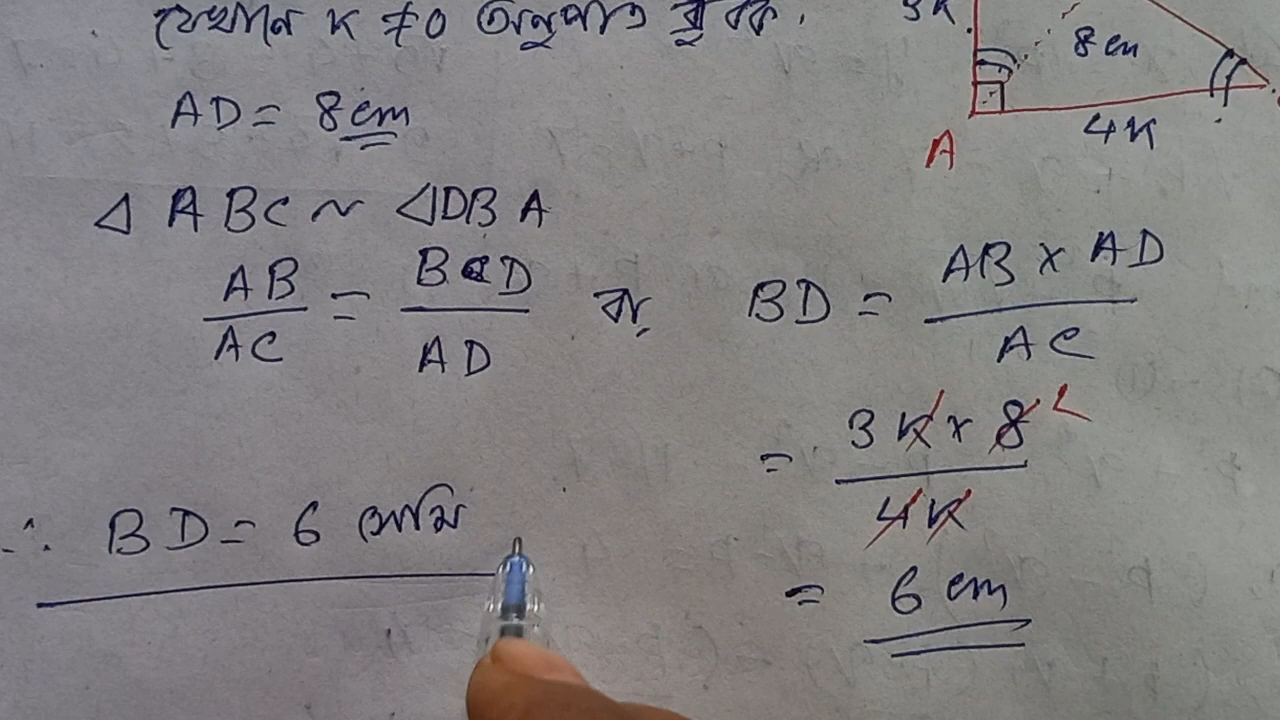 যেখানে K ≠ 0 অনুপাত ধ্রুবক.
3K
8 cm
AD = 8 cm
4K
A
△ ABC ~ △DBA
AB/AC = BD/AD বা, BD = AB × AD / AC
= 3K × 8 2 / 4K
∴ BD = 6 সেমি
= 6 cm